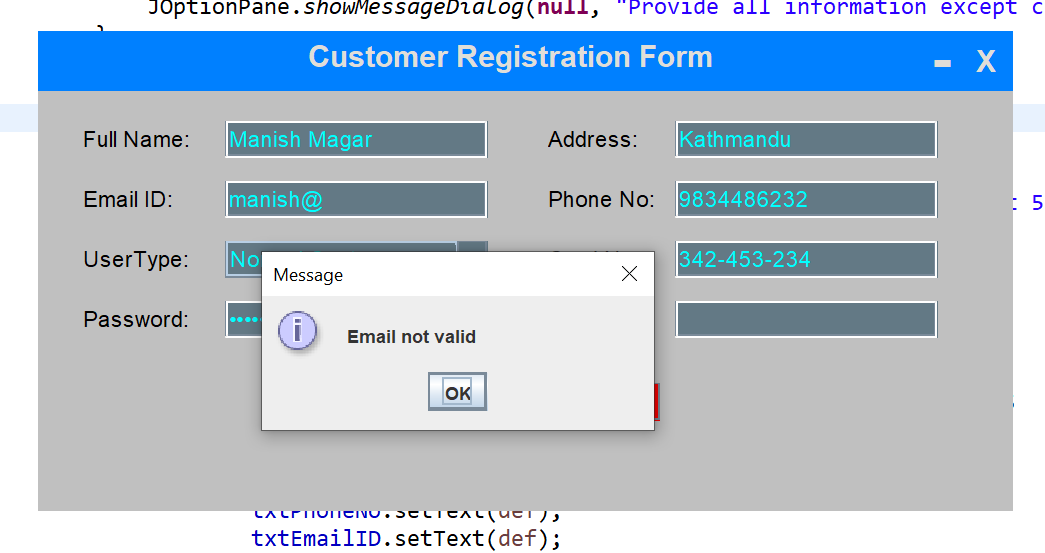 JOptionPane.showMessageDialog(null, "Provide all information except c
Customer Registration Form
- X
Full Name: Manish Magar Address: Kathmandu
Email ID: manish@ Phone No: 9834486232
t 5
UserType: No 342-453-234
Message
Password:
i Email not valid
OK
txtPhoneNo.setText(def);
txtEmailID.setText(def);